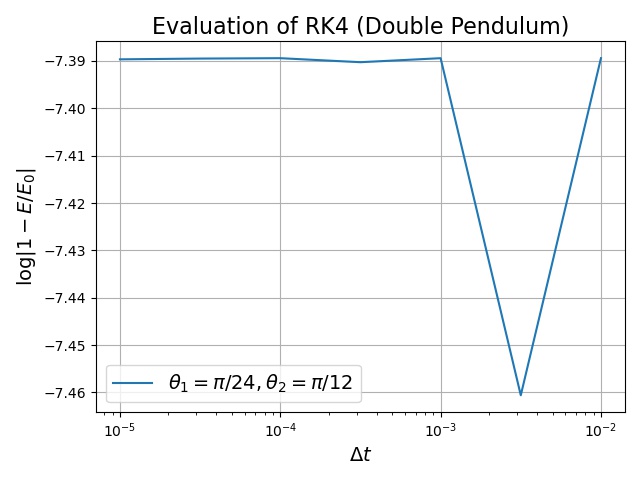 Evaluation of RK4 (Double Pendulum)
log|1 − E/E₀|
−7.39
−7.40
−7.41
−7.42
−7.43
−7.44
−7.45
−7.46
θ₁ = π/24, θ₂ = π/12
10⁻⁵ 10⁻⁴ 10⁻³ 10⁻²
Δt